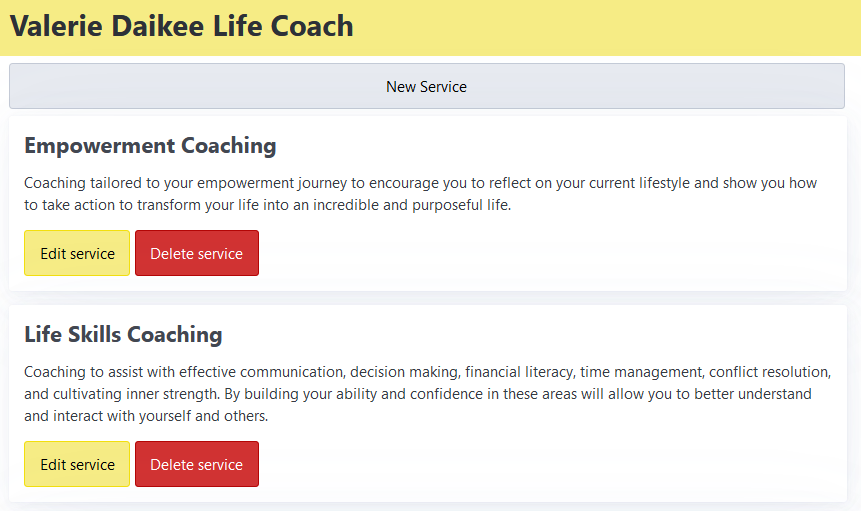 Valerie Daikee Life Coach
New Service
Empowerment Coaching
Coaching tailored to your empowerment journey to encourage you to reflect on your current lifestyle and show you how
to take action to transform your life into an incredible and purposeful life.
Edit service Delete service
Life Skills Coaching
Coaching to assist with effective communication, decision making, financial literacy, time management, conflict resolution,
and cultivating inner strength. By building your ability and confidence in these areas will allow you to better understand
and interact with yourself and others.
Edit service Delete service